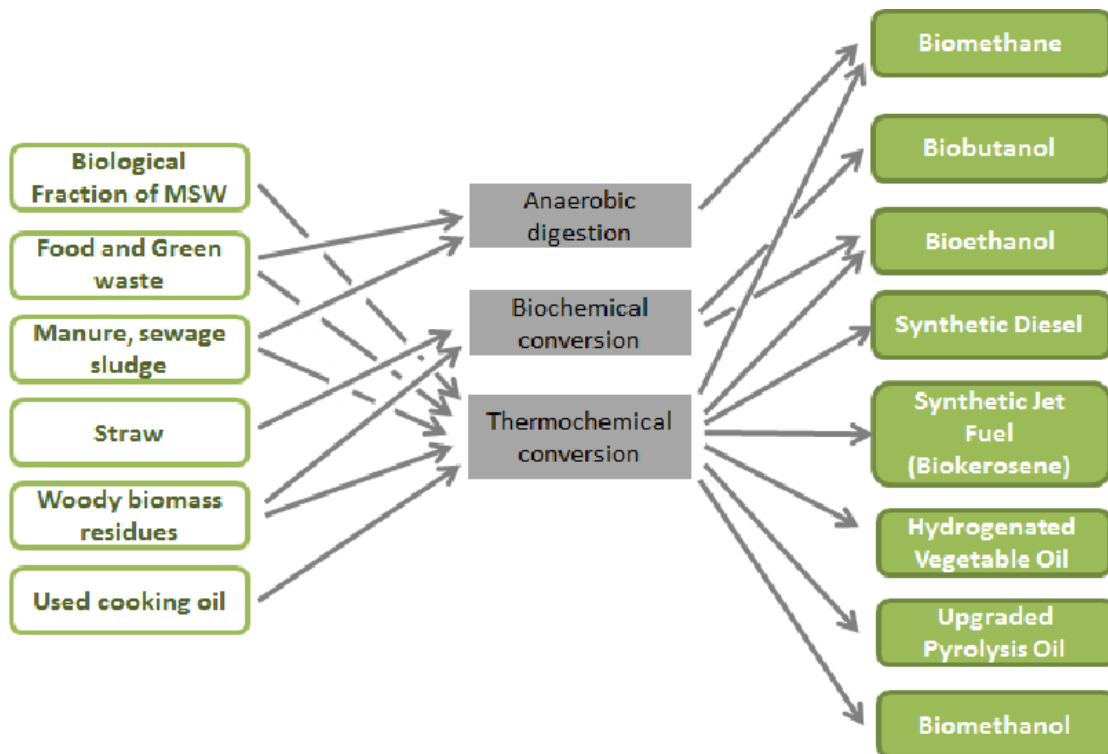 Biological
Fraction of MSW
Food and Green
waste
Manure, sewage
sludge
Straw
Woody biomass
residues
Used cooking oil
Anaerobic
digestion
Biochemical
conversion
Thermochemical
conversion
Biomethane
Biobutanol
Bioethanol
Synthetic Diesel
Synthetic Jet
Fuel
(Biokerosene)
Hydrogenated
Vegetable Oil
Upgraded
Pyrolysis Oil
Biomethanol